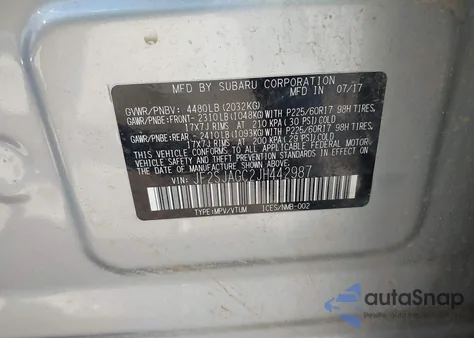 MFD BY SUBARU CORPORATION 07/17
GVWR/PNBV: 4480LB(2032KG)
GAWR/PNBE:FRONT- 2310LB(1048KG)WITH P225/60R17 98H TIRES,
17X7J RIMS AT 210 KPA( 30 PSI)COLD
GAWR/PNBE:REAR - 2410LB(1093KG)WITH P225/60R17 98H TIRES,
17X7J RIMS AT 200 KPA( 29 PSI)COLD
THIS VEHICLE CONFORMS TO ALL APPLICABLE FEDERAL MOTOR
VEHICLE SAFETY AND THEFT PREVENTION STANDARDS IN EFFECT
ON THE DATE OF MANUFACTURE SHOWN ABOVE.
VIN: JF2SJAGC2JH442987
TYPE:MPV/VTUM ICES/NMB-002
autoSnap